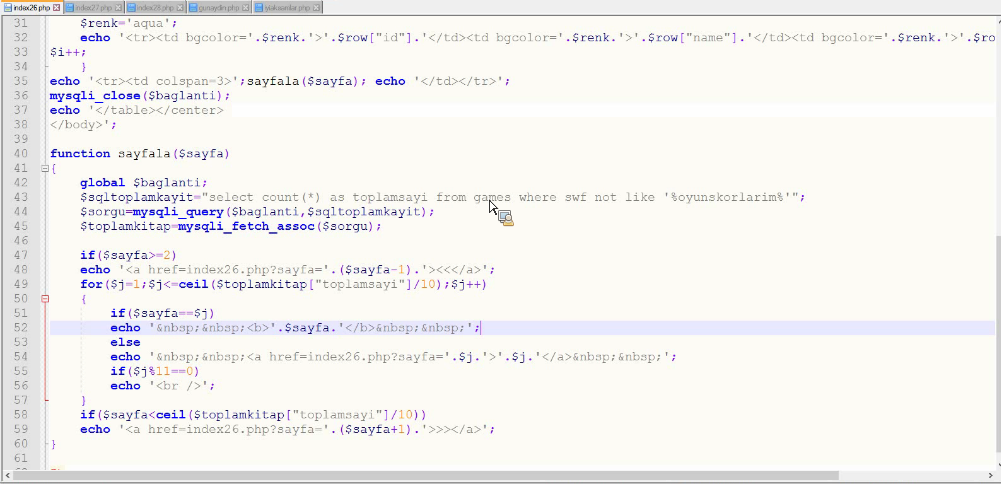 index26.php index27.php index28.php gunaydin.php iyiaksamlar.php
31 $renk='aqua';
32 echo '<tr><td bgcolor='.$renk.'>'.$row["id"].'</td><td bgcolor='.$renk.'>'.$row["name"].'</td><td bgcolor='.$renk.'>'.$ro
33 $i++;
34 }
35 echo '<tr><td colspan=3>';sayfala($sayfa); echo '</td></tr>';
36 mysqli_close($baglanti);
37 echo '</table></center>
38 </body>';
39
40 function sayfala($sayfa)
41 {
42 global $baglanti;
43 $sqltoplamkayit="select count(*) as toplamsayi from games where swf not like '%oyunskorlarim%'";
44 $sorgu=mysqli_query($baglanti,$sqltoplamkayit);
45 $toplamkitap=mysqli_fetch_assoc($sorgu);
46
47 if($sayfa>=2)
48 echo '<a href=index26.php?sayfa='.($sayfa-1).'><<</a>';
49 for($j=1;$j<=ceil($toplamkitap["toplamsayi"]/10);$j++)
50 {
51 if($sayfa==$j)
52 echo '&nbsp;&nbsp;<b>'.$sayfa.'</b>&nbsp;&nbsp;';
53 else
54 echo '&nbsp;&nbsp;<a href=index26.php?sayfa='.$j.'>'.$j.'</a>&nbsp;&nbsp;';
55 if($j%11==0)
56 echo '<br />';
57 }
58 if($sayfa<ceil($toplamkitap["toplamsayi"]/10))
59 echo '<a href=index26.php?sayfa='.($sayfa+1).'>>></a>';
60 }
61